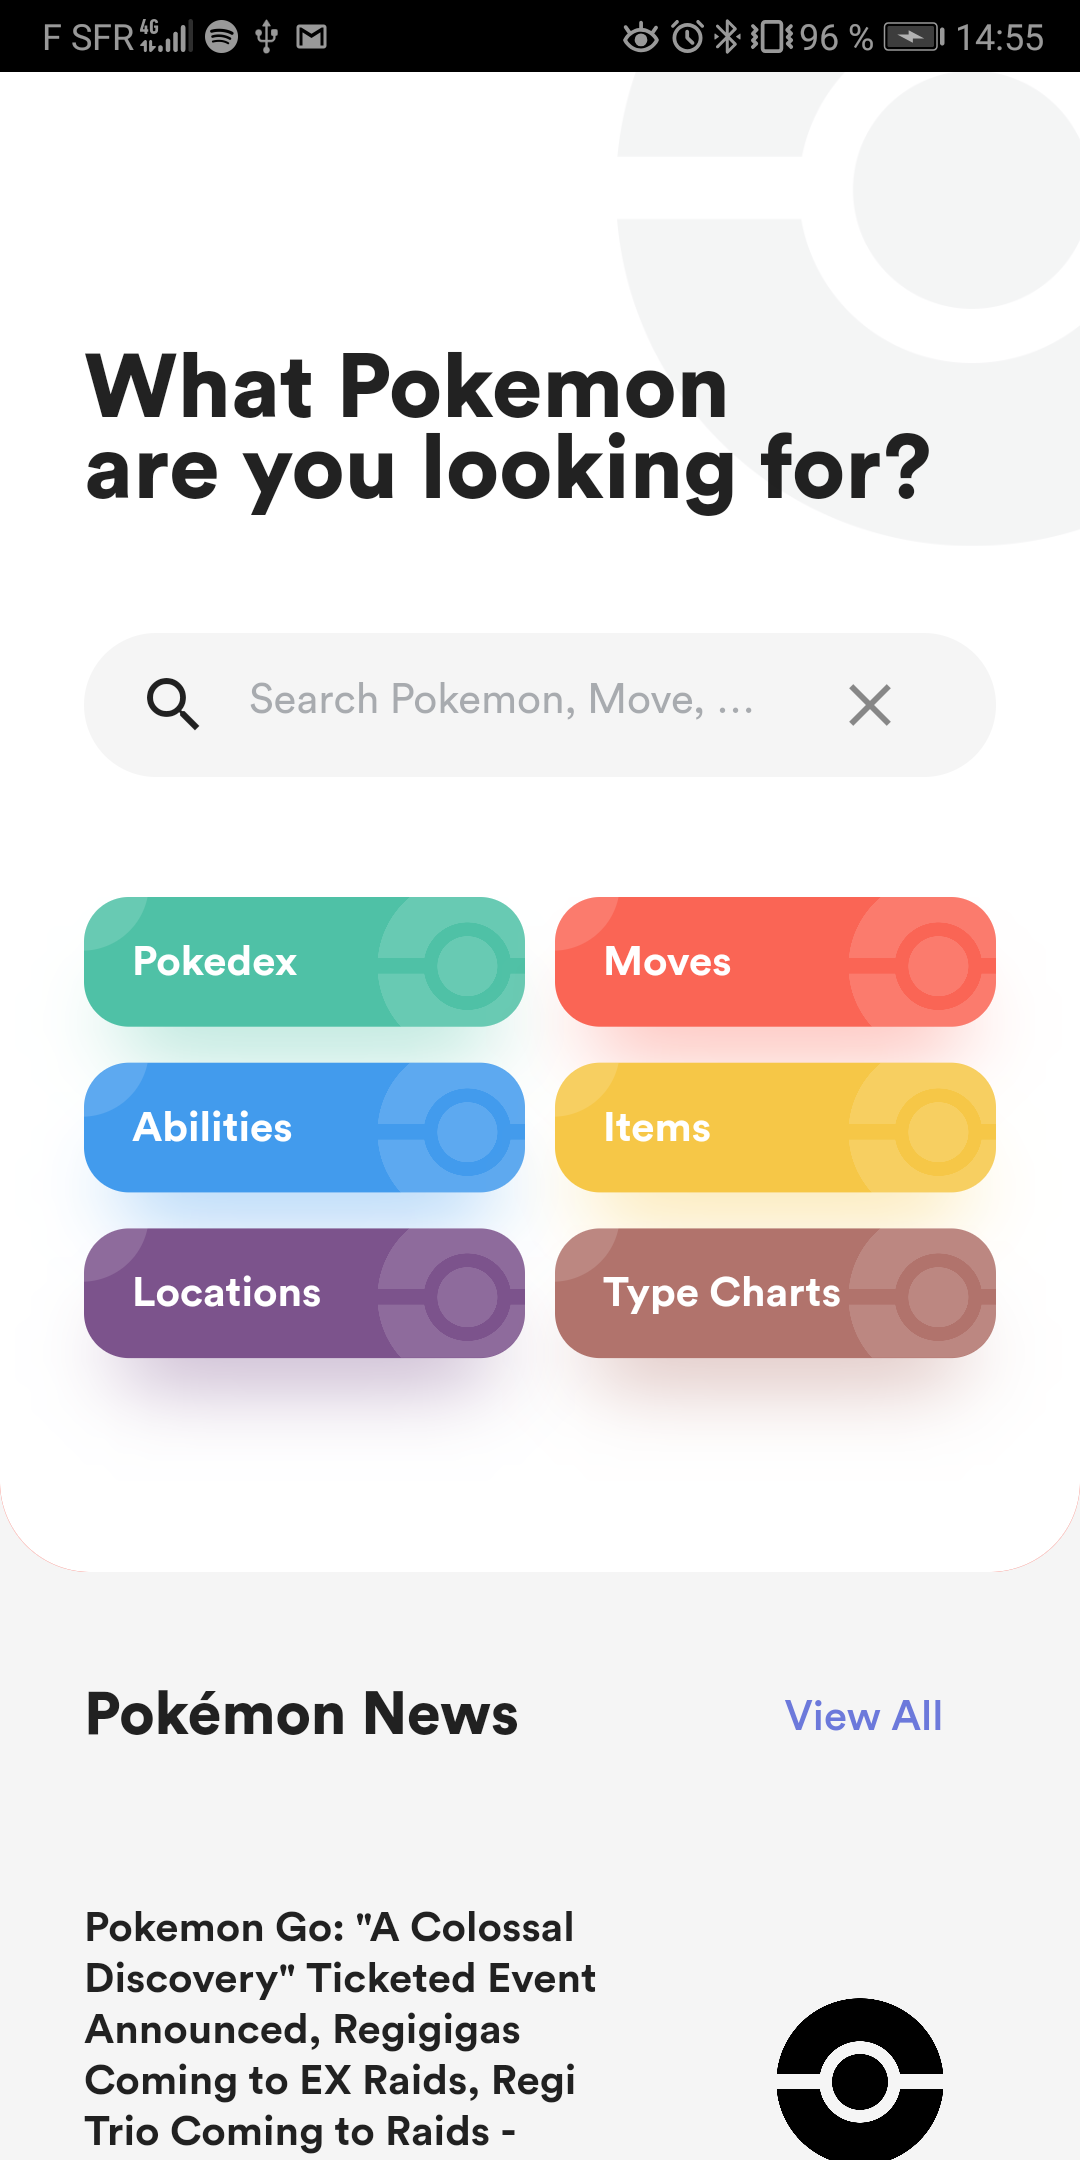 F SFR 4G 96 % 14:55
What Pokemon
are you looking for?
Search Pokemon, Move, ...
Pokedex
Moves
Abilities
Items
Locations
Type Charts
Pokémon News
View All
Pokemon Go: "A Colossal
Discovery" Ticketed Event
Announced, Regigigas
Coming to EX Raids, Regi
Trio Coming to Raids -